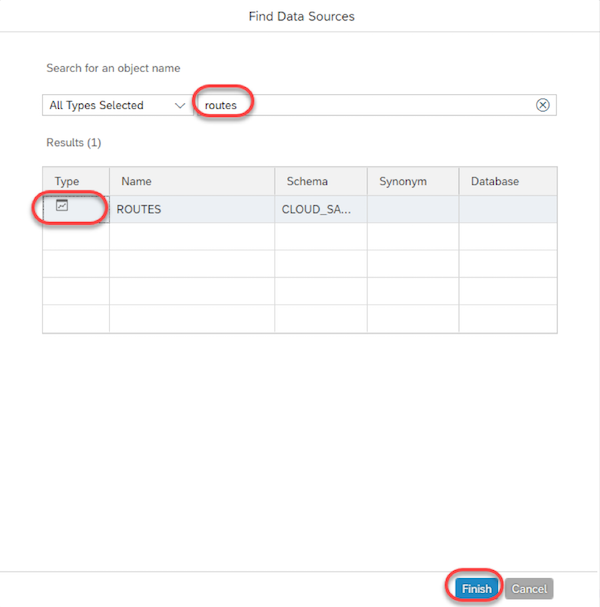 Find Data Sources
Search for an object name
All Types Selected routes
Results (1)
Type Name Schema Synonym Database
ROUTES CLOUD_SA...
Finish Cancel